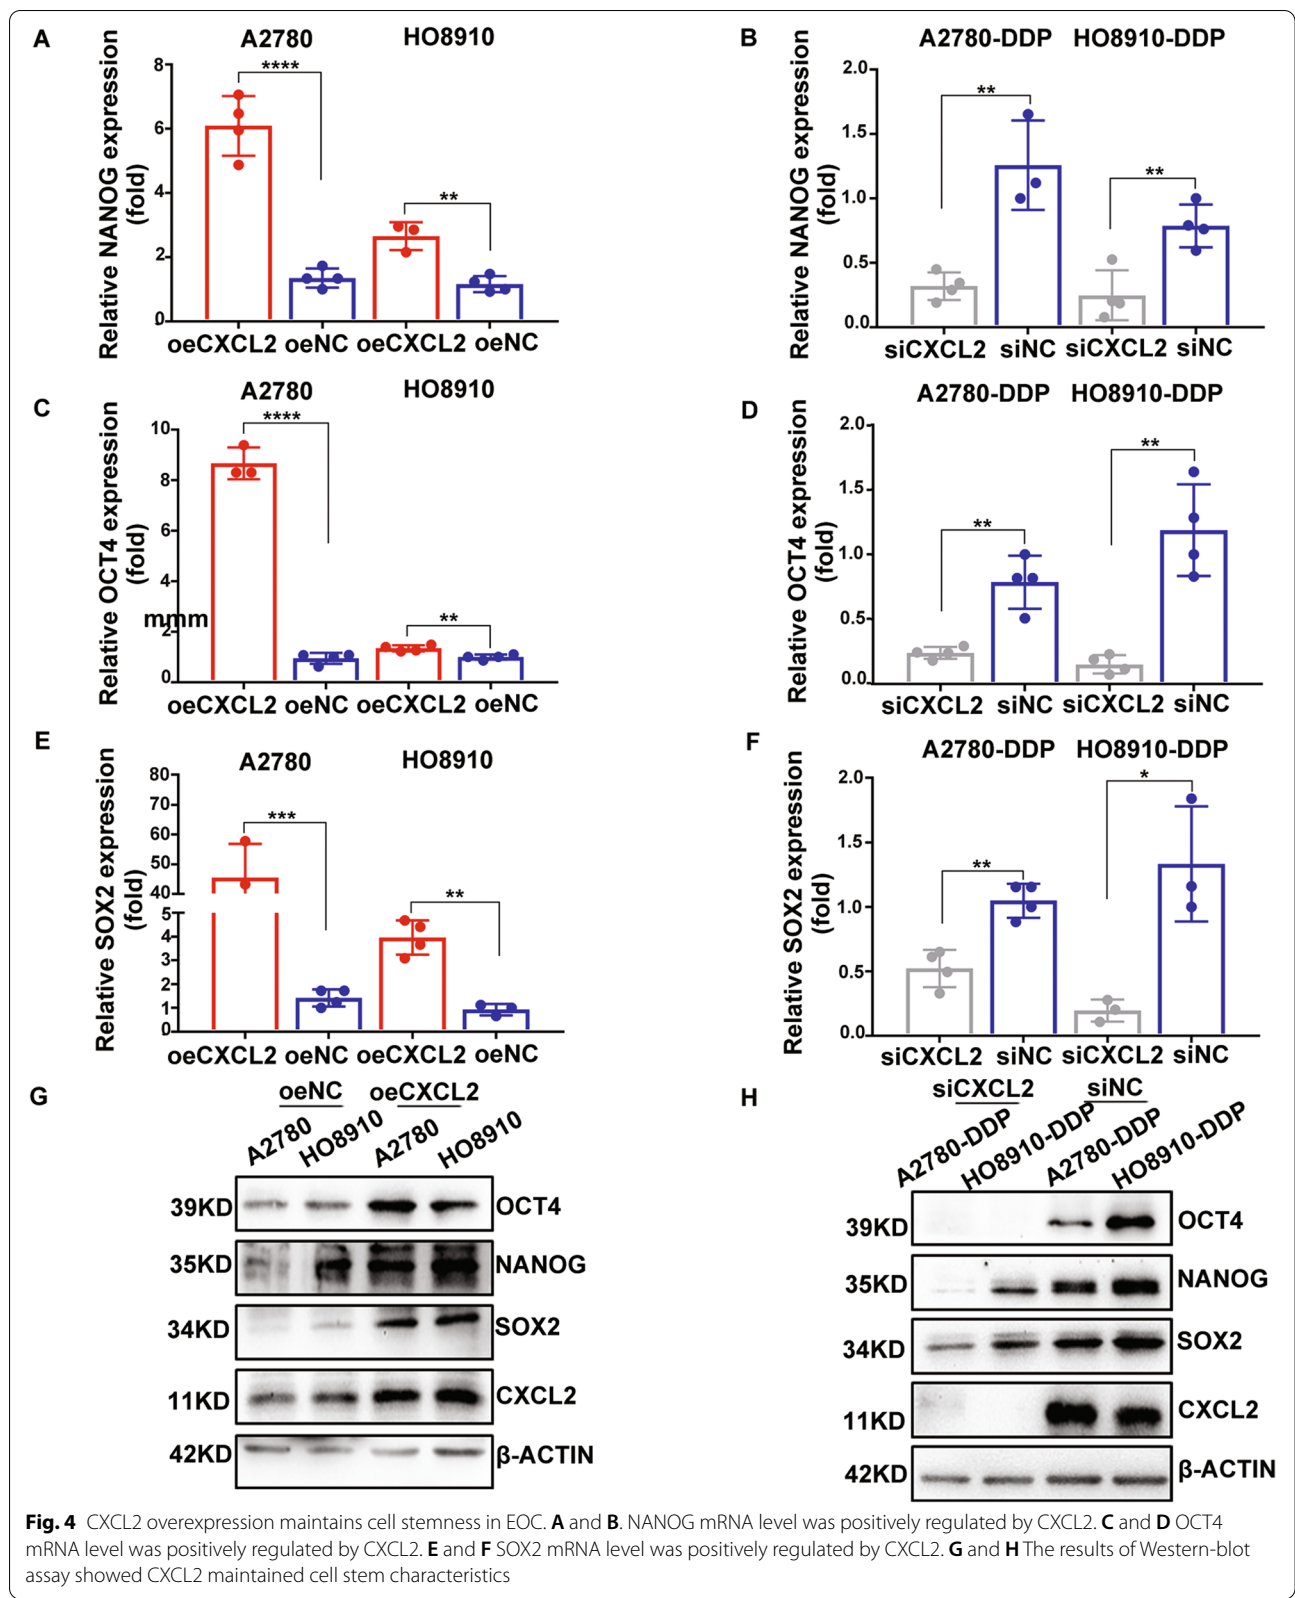 A
A2780 HO8910
Relative NANOG expression
(fold)
8
6
4
2
0
****
**
oeCXCL2 oeNC oeCXCL2 oeNC
B
A2780-DDP HO8910-DDP
Relative NANOG expression
(fold)
2.0
1.5
1.0
0.5
0.0
**
**
siCXCL2 siNC siCXCL2 siNC
C
A2780 HO8910
Relative OCT4 expression
(fold)
10
8
6
4
mmm
2
0
****
**
oeCXCL2 oeNC oeCXCL2 oeNC
D
A2780-DDP HO8910-DDP
Relative OCT4 expression
(fold)
2.0
1.5
1.0
0.5
0.0
**
**
siCXCL2 siNC siCXCL2 siNC
E
A2780 HO8910
Relative SOX2 expression
(fold)
80
70
60
50
40
5
4
3
2
1
0
***
**
oeCXCL2 oeNC oeCXCL2 oeNC
F
A2780-DDP HO8910-DDP
Relative SOX2 expression
(fold)
2.0
1.5
1.0
0.5
0.0
**
*
siCXCL2 siNC siCXCL2 siNC
G
oeNC oeCXCL2
A2780 HO8910 A2780 HO8910
39KD OCT4
35KD NANOG
34KD SOX2
11KD CXCL2
42KD β-ACTIN
H
siCXCL2 siNC
A2780-DDP HO8910-DDP A2780-DDP HO8910-DDP
39KD OCT4
35KD NANOG
34KD SOX2
11KD CXCL2
42KD β-ACTIN
Fig. 4 CXCL2 overexpression maintains cell stemness in EOC. A and B. NANOG mRNA level was positively regulated by CXCL2. C and D OCT4
mRNA level was positively regulated by CXCL2. E and F SOX2 mRNA level was positively regulated by CXCL2. G and H The results of Western-blot
assay showed CXCL2 maintained cell stem characteristics